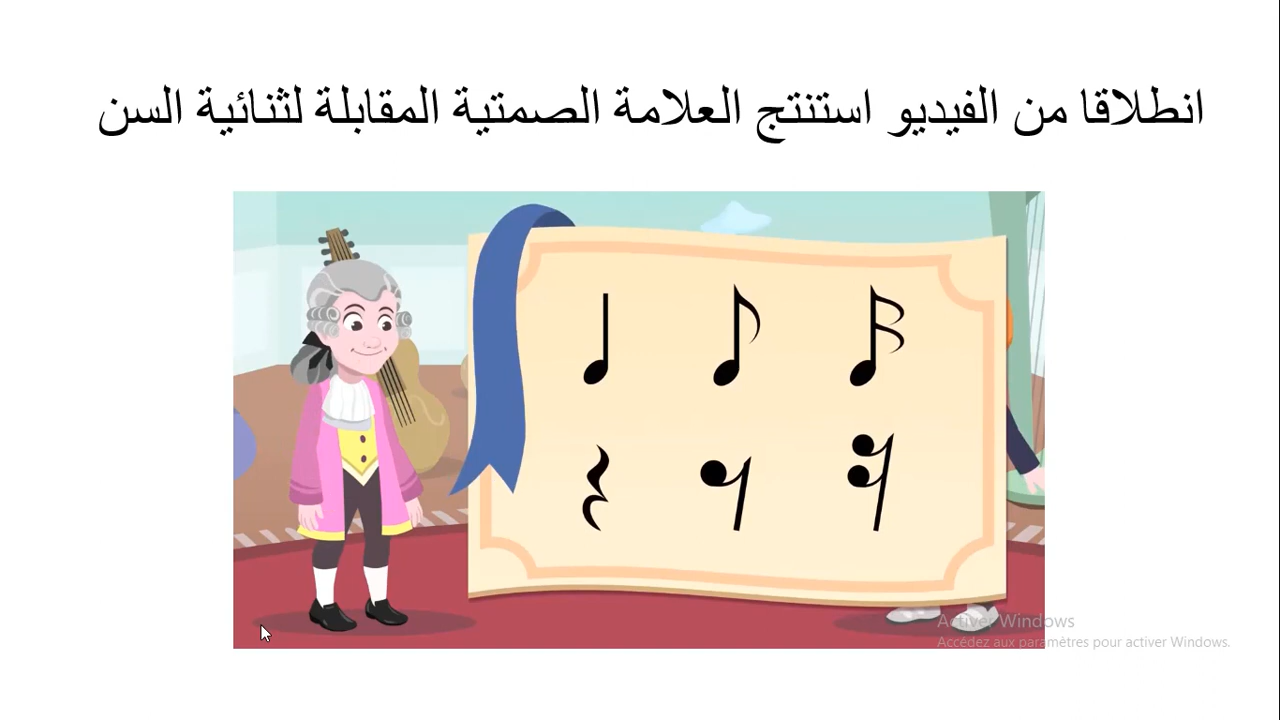 انطلاقا من الفيديو استنتج العلامة الصمتية المقابلة لثنائية السن
Activer Windows
Accédez aux paramètres pour activer Windows.